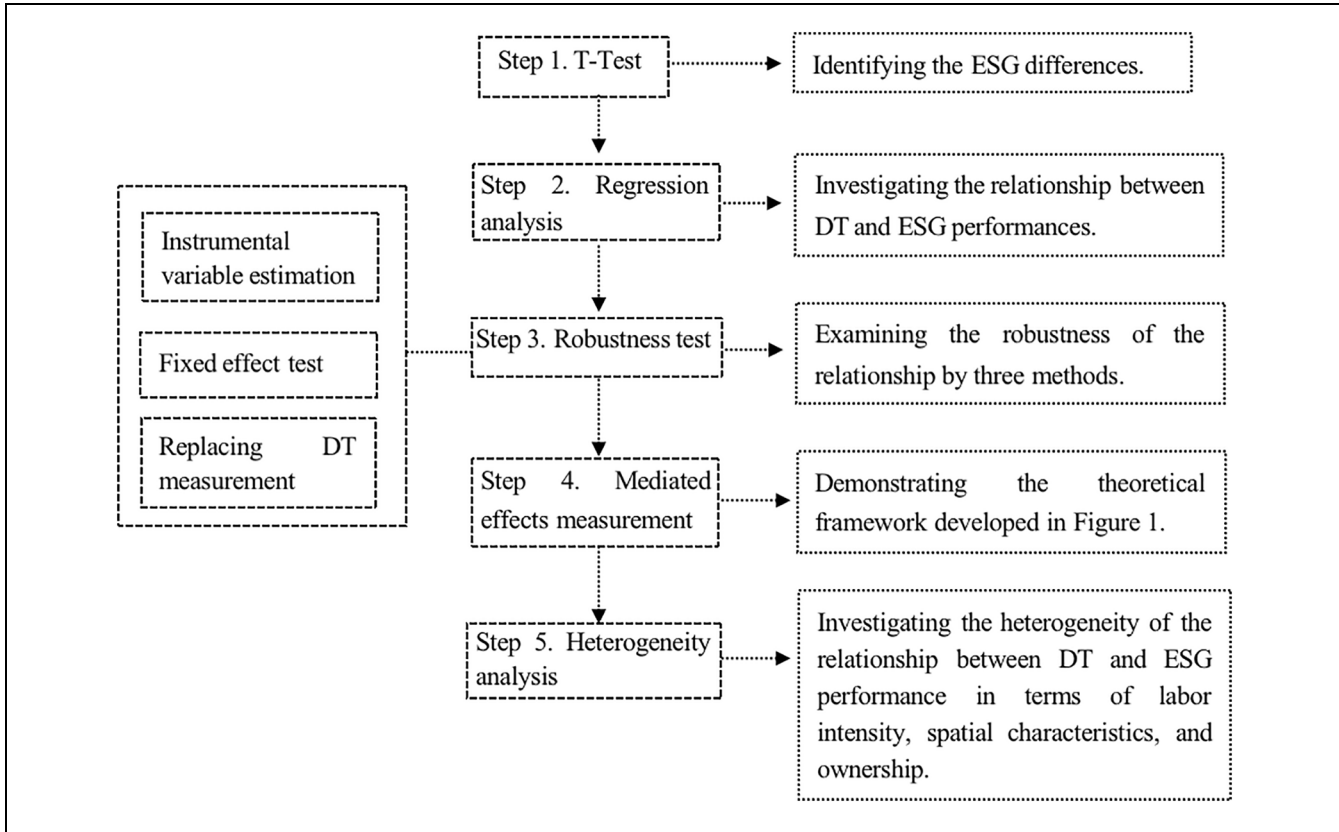 Step 1. T-Test
Identifying the ESG differences.
Step 2. Regression
analysis
Investigating the relationship between
DT and ESG performances.
Instrumental
variable estimation
Fixed effect test
Replacing DT
measurement
Step 3. Robustness test
Examining the robustness of the
relationship by three methods.
Step 4. Mediated
effects measurement
Demonstrating the theoretical
framework developed in Figure 1.
Step 5. Heterogeneity
analysis
Investigating the heterogeneity of the
relationship between DT and ESG
performance in terms of labor
intensity, spatial characteristics, and
ownership.